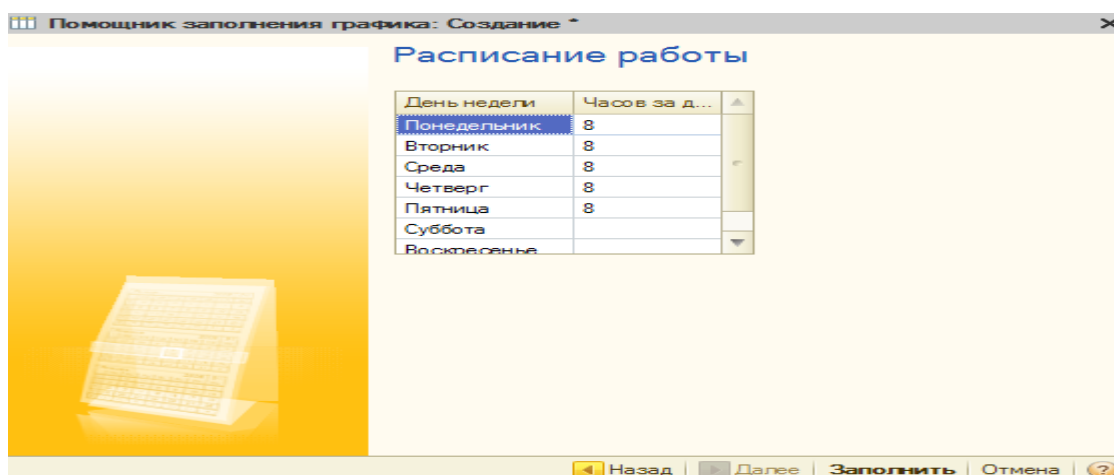 Помощник заполнения графика: Создание *
Расписание работы
День недели Часов за д...
Понедельник 8
Вторник 8
Среда 8
Четверг 8
Пятница 8
Суббота
Воскресенье
Назад Далее Заполнить Отмена ?